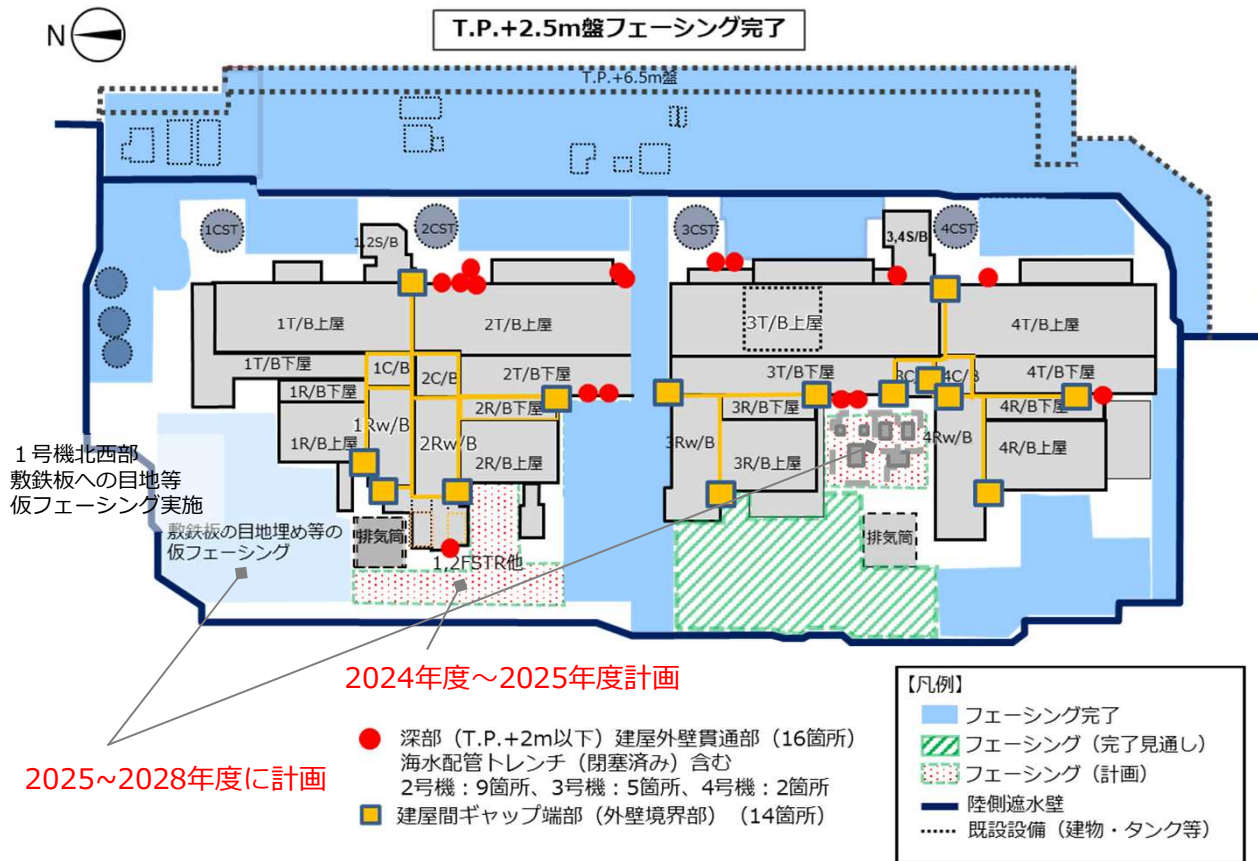 N
T.P.+2.5m盤フェーシング完了
T.P.+6.5m盤
1CST
2CST
3CST
4CST
1,2S/B
3,4S/B
1T/B上屋
2T/B上屋
3T/B上屋
4T/B上屋
1T/B下屋
1C/B
2C/B
2T/B下屋
3T/B下屋
4C/B
4T/B下屋
1R/B下屋
2R/B下屋
3R/B下屋
4R/B下屋
1Rw/B
2Rw/B
3Rw/B
4Rw/B
1R/B上屋
2R/B上屋
3R/B上屋
4R/B上屋
1号機北西部
敷鉄板への目地等
仮フェーシング実施
敷鉄板の目地埋め等の
仮フェーシング
排気筒
排気筒
1,2FSTR他
2024年度~2025年度計画
2025~2028年度に計画
深部(T.P.+2m以下)建屋外壁貫通部(16箇所)
海水配管トレンチ(閉塞済み)含む
2号機:9箇所、3号機:5箇所、4号機:2箇所
建屋間ギャップ端部(外壁境界部)(14箇所)
【凡例】
フェーシング完了
フェーシング(完了見通し)
フェーシング(計画)
陸側遮水壁
既設設備(建物・タンク等)